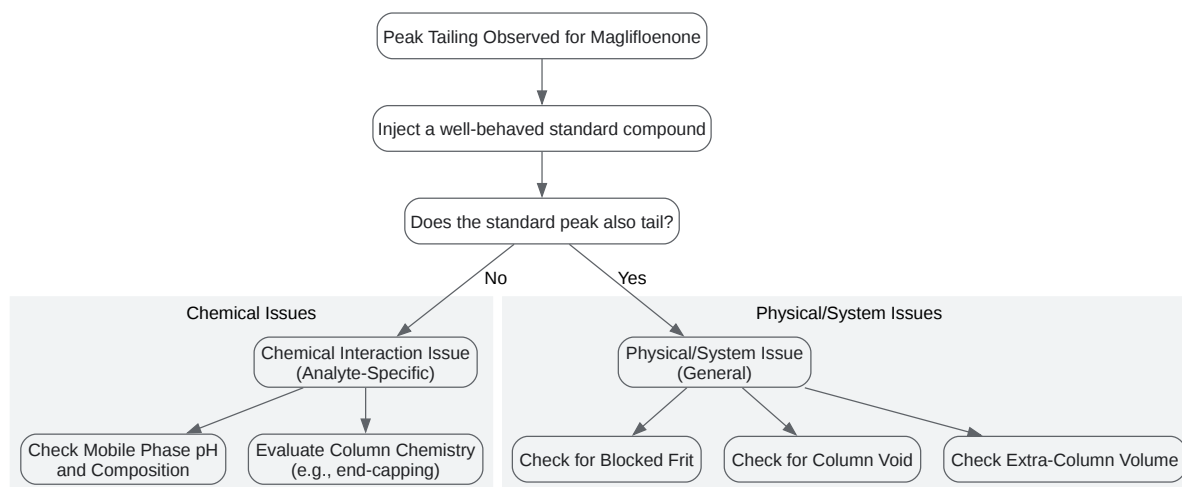 Peak Tailing Observed for Maglifloenone
Inject a well-behaved standard compound
Does the standard peak also tail?
No
Yes
Chemical Issues
Physical/System Issues
Chemical Interaction Issue
(Analyte-Specific)
Physical/System Issue
(General)
Check Mobile Phase pH
and Composition
Evaluate Column Chemistry
(e.g., end-capping)
Check for Blocked Frit
Check for Column Void
Check Extra-Column Volume